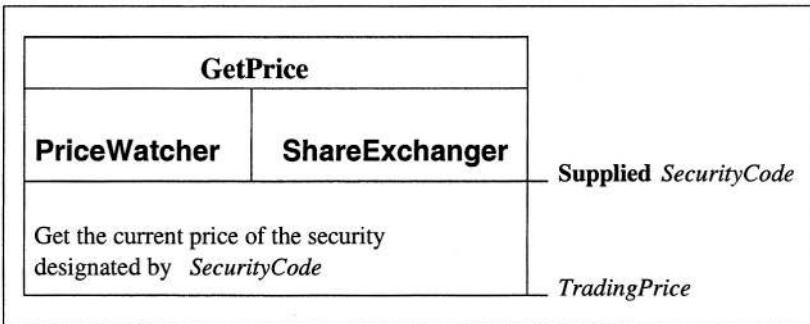 GetPrice
PriceWatcher ShareExchanger
Supplied SecurityCode
Get the current price of the security
designated by SecurityCode
TradingPrice